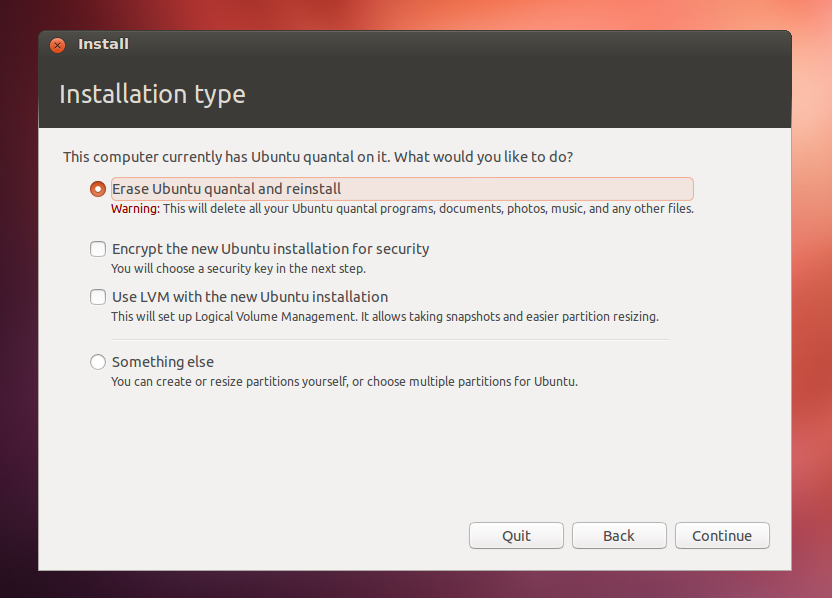 Install
Installation type
This computer currently has Ubuntu quantal on it. What would you like to do?
Erase Ubuntu quantal and reinstall
Warning: This will delete all your Ubuntu quantal programs, documents, photos, music, and any other files.
Encrypt the new Ubuntu installation for security
You will choose a security key in the next step.
Use LVM with the new Ubuntu installation
This will set up Logical Volume Management. It allows taking snapshots and easier partition resizing.
Something else
You can create or resize partitions yourself, or choose multiple partitions for Ubuntu.
Quit Back Continue